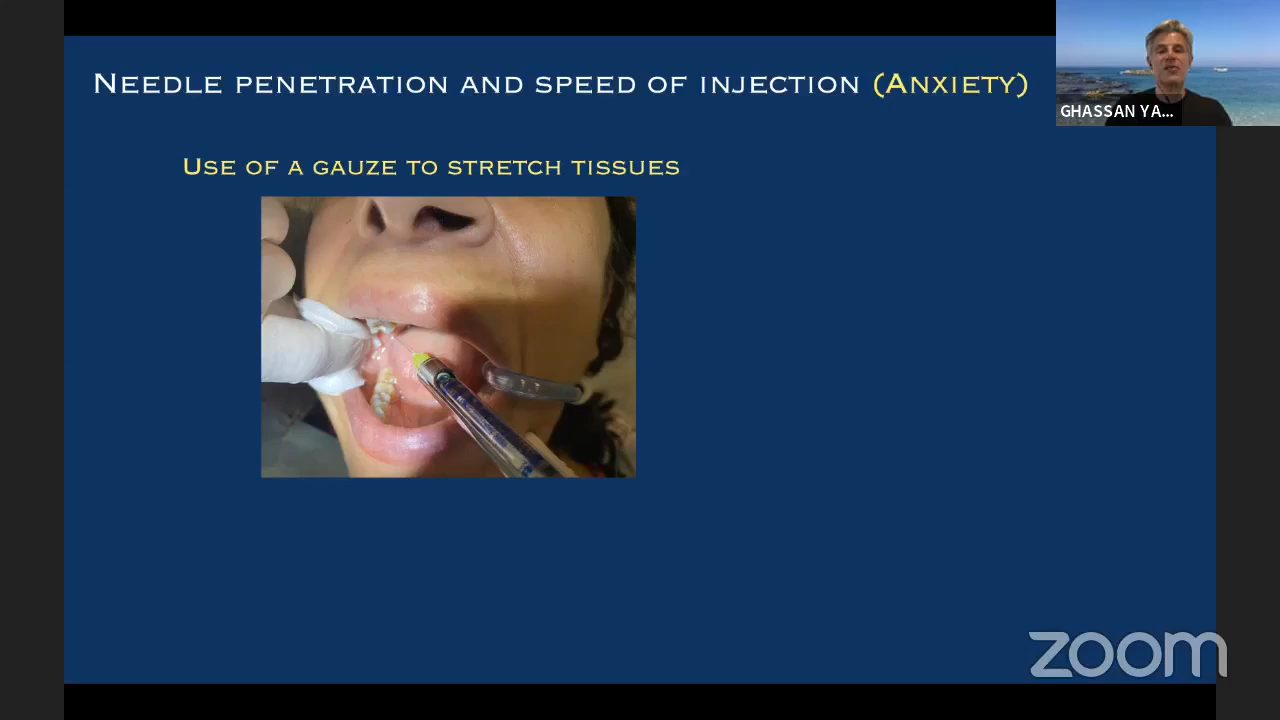 Needle penetration and speed of injection (Anxiety)
GHASSAN YA...
Use of a gauze to stretch tissues
zoom